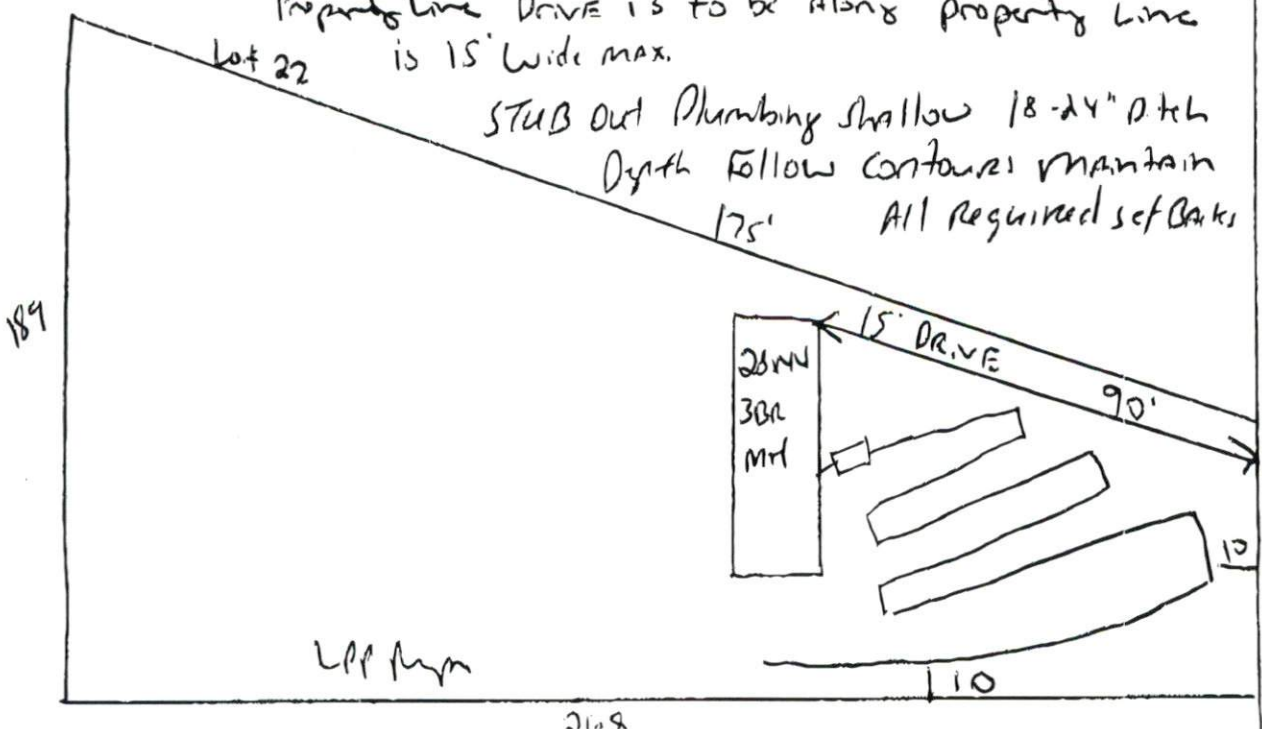 Property Line Drive is to be Along property Line
Lot 22 is 15' Wide max.
STUB Out Plumbing Shallow 18-24" Ditch
Depth Follow Contours maintain
All Required setBacks
175'
189
15' DRIVE
90'
3BR
MH
10
10